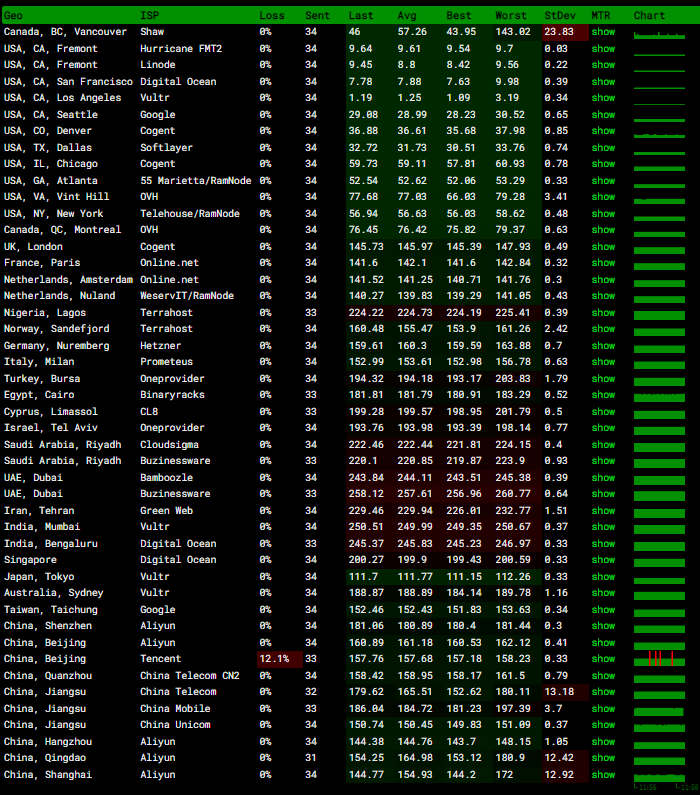 Geo ISP Loss Sent Last Avg Best Worst StDev MTR Chart
Canada, BC, Vancouver Shaw 0% 34 46 57.26 43.95 143.02 23.83 show
USA, CA, Fremont Hurricane FMT2 0% 34 9.64 9.61 9.54 9.7 0.03 show
USA, CA, Fremont Linode 0% 34 9.45 8.8 8.42 9.56 0.22 show
USA, CA, San Francisco Digital Ocean 0% 34 7.78 7.88 7.63 9.98 0.39 show
USA, CA, Los Angeles Vultr 0% 34 1.19 1.25 1.09 3.19 0.34 show
USA, CA, Seattle Google 0% 34 29.08 28.99 28.23 30.52 0.65 show
USA, CO, Denver Cogent 0% 34 36.88 36.61 35.68 37.98 0.85 show
USA, TX, Dallas Softlayer 0% 34 32.72 31.73 30.51 33.76 0.74 show
USA, IL, Chicago Cogent 0% 34 59.73 59.11 57.81 60.93 0.78 show
USA, GA, Atlanta 55 Marietta/RamNode 0% 34 52.54 52.62 52.06 53.29 0.33 show
USA, VA, Vint Hill OVH 0% 34 77.68 77.03 66.03 79.28 3.41 show
USA, NY, New York Telehouse/RamNode 0% 34 56.94 56.63 56.03 58.62 0.48 show
Canada, QC, Montreal OVH 0% 34 76.45 76.42 75.82 79.37 0.63 show
UK, London Cogent 0% 34 145.73 145.97 145.39 147.93 0.49 show
France, Paris Online.net 0% 34 141.6 142.1 141.6 142.84 0.32 show
Netherlands, Amsterdam Online.net 0% 34 141.52 141.25 140.71 141.76 0.3 show
Netherlands, Nuland WeservIT/RamNode 0% 34 140.27 139.83 139.29 141.05 0.43 show
Nigeria, Lagos Terrahost 0% 33 224.22 224.73 224.19 225.41 0.39 show
Norway, Sandefjord Terrahost 0% 34 160.48 155.47 153.9 161.26 2.42 show
Germany, Nuremberg Hetzner 0% 34 159.61 160.3 159.59 163.88 0.7 show
Italy, Milan Prometeus 0% 34 152.99 153.61 152.98 156.78 0.63 show
Turkey, Bursa Oneprovider 0% 34 194.32 194.18 193.17 203.83 1.79 show
Egypt, Cairo Binaryracks 0% 33 181.81 181.79 180.91 183.29 0.52 show
Cyprus, Limassol CL8 0% 33 199.28 199.57 198.95 201.79 0.5 show
Israel, Tel Aviv Oneprovider 0% 34 193.76 193.98 193.39 198.14 0.77 show
Saudi Arabia, Riyadh Cloudsigma 0% 34 222.46 222.44 221.81 224.15 0.4 show
Saudi Arabia, Riyadh Buzinessware 0% 33 220.1 220.85 219.87 223.9 0.93 show
UAE, Dubai Bamboozle 0% 34 243.84 244.11 243.51 245.38 0.39 show
UAE, Dubai Buzinessware 0% 33 258.12 257.61 256.96 260.77 0.64 show
Iran, Tehran Green Web 0% 34 229.46 229.94 226.01 232.77 1.51 show
India, Mumbai Vultr 0% 34 250.51 249.99 249.35 250.67 0.37 show
India, Bengaluru Digital Ocean 0% 33 245.37 245.83 245.23 246.97 0.33 show
Singapore Digital Ocean 0% 34 200.27 199.9 199.43 200.59 0.33 show
Japan, Tokyo Vultr 0% 34 111.7 111.77 111.15 112.26 0.33 show
Australia, Sydney Vultr 0% 34 188.87 188.89 184.14 189.78 1.16 show
Taiwan, Taichung Google 0% 34 152.46 152.43 151.83 153.63 0.34 show
China, Shenzhen Aliyun 0% 34 181.06 180.89 180.4 181.44 0.3 show
China, Beijing Aliyun 0% 34 160.89 161.18 160.53 162.12 0.41 show
China, Beijing Tencent 12.1% 33 157.76 157.68 157.18 158.23 0.33 show
China, Quanzhou China Telecom CN2 0% 34 158.42 158.95 158.17 161.5 0.79 show
China, Jiangsu China Telecom 0% 32 179.62 165.51 152.62 180.11 13.18 show
China, Jiangsu China Mobile 0% 33 186.04 184.72 181.23 197.39 3.7 show
China, Jiangsu China Unicom 0% 34 150.74 150.45 149.83 151.09 0.37 show
China, Hangzhou Aliyun 0% 34 144.38 144.76 143.7 148.15 1.05 show
China, Qingdao Aliyun 0% 31 154.25 164.98 153.12 180.9 12.42 show
China, Shanghai Aliyun 0% 34 144.77 154.93 144.2 172 12.92 show